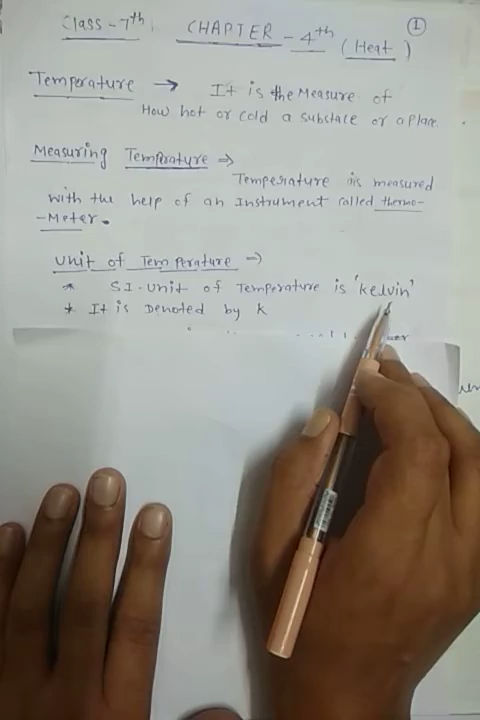 Class-7th. CHAPTER - 4th (Heat) 1
Temperature → It is the Measure of
How hot or cold a substace or a place.
Measuring Temperature ⇒
Temperature is measured
with the help of an Instrument called thermo-
-Meter.
Unit of Temperature ⇒
* S.I. Unit of Temperature is 'kelvin'
* It is Denoted by K